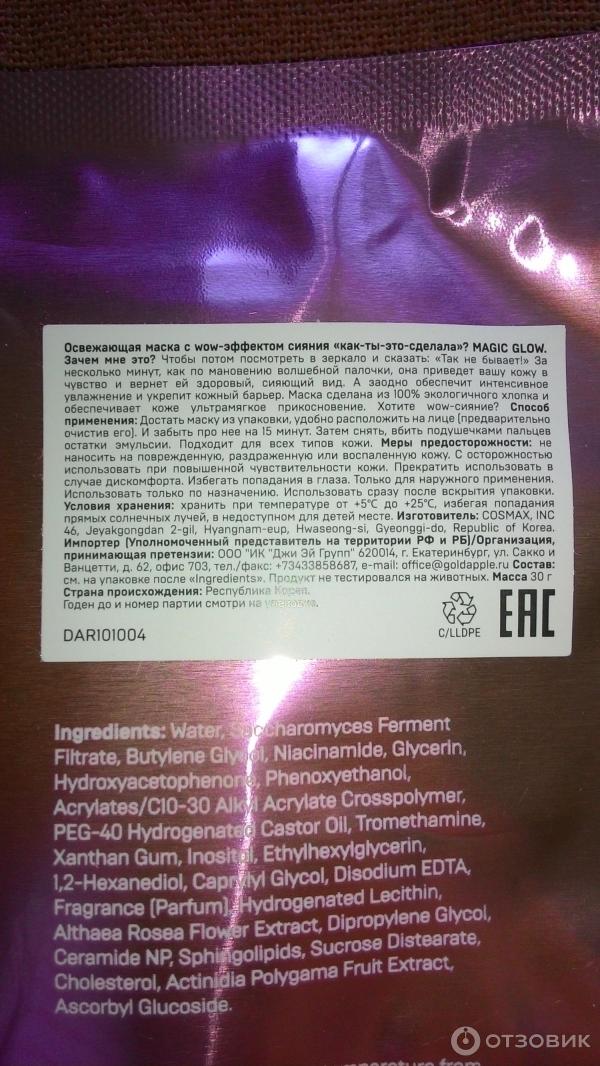 Освежающая маска с wow-эффектом сияния «как-ты-это-сделала»? MAGIC GLOW.
Зачем мне это? Чтобы потом посмотреть в зеркало и сказать: «Так не бывает!» За
несколько минут, как по мановению волшебной палочки, она приведет вашу кожу в
чувство и вернет ей здоровый, сияющий вид. А заодно обеспечит интенсивное
увлажнение и укрепит кожный барьер. Маска сделана из 100% экологичного хлопка и
обеспечивает коже ультрамягкое прикосновение. Хотите wow-сияние? Способ
применения: Достать маску из упаковки, удобно расположить на лице (предварительно
очистив его). И забыть про нее на 15 минут. Затем снять, вбить подушечками пальцев
остатки эмульсии. Подходит для всех типов кожи. Меры предосторожности: не
наносить на поврежденную, раздраженную или воспаленную кожу. С осторожностью
использовать при повышенной чувствительности кожи. Прекратить использовать в
случае дискомфорта. Избегать попадания в глаза. Только для наружного применения.
Использовать только по назначению. Использовать сразу после вскрытия упаковки.
Условия хранения: хранить при температуре от +5°C до +25°C, избегая попадания
прямых солнечных лучей, в недоступном для детей месте. Изготовитель: COSMAX, INC
46, Jeyakgongdan 2-gil, Hyangnam-eup, Hwaseong-si, Gyeonggi-do, Republic of Korea.
Импортер (Уполномоченный представитель на территории РФ и РБ)/Организация,
принимающая претензии: ООО "ИК "Джи Эй Групп" 620014, г. Екатеринбург, ул. Сакко и
Ванцетти, д. 62, офис 703, тел./факс: +73433858687, e-mail: office@goldapple.ru Состав:
см. на упаковке после «Ingredients». Продукт не тестировался на животных. Масса 30 г
Страна происхождения: Республика Корея.
Годен до и номер партии смотри на упаковке.
DAR101004
C/LLDPE
EAC
Ingredients: Water, Saccharomyces Ferment
Filtrate, Butylene Glycol, Niacinamide, Glycerin,
Hydroxyacetophenone, Phenoxyethanol,
Acrylates/C10-30 Alkyl Acrylate Crosspolymer,
PEG-40 Hydrogenated Castor Oil, Tromethamine,
Xanthan Gum, Inositol, Ethylhexylglycerin,
1,2-Hexanediol, Caprylyl Glycol, Disodium EDTA,
Fragrance (Parfum), Hydrogenated Lecithin,
Althaea Rosea Flower Extract, Dipropylene Glycol,
Ceramide NP, Sphingolipids, Sucrose Distearate,
Cholesterol, Actinidia Polygama Fruit Extract,
Ascorbyl Glucoside.
temperature from
ОТЗОВИК